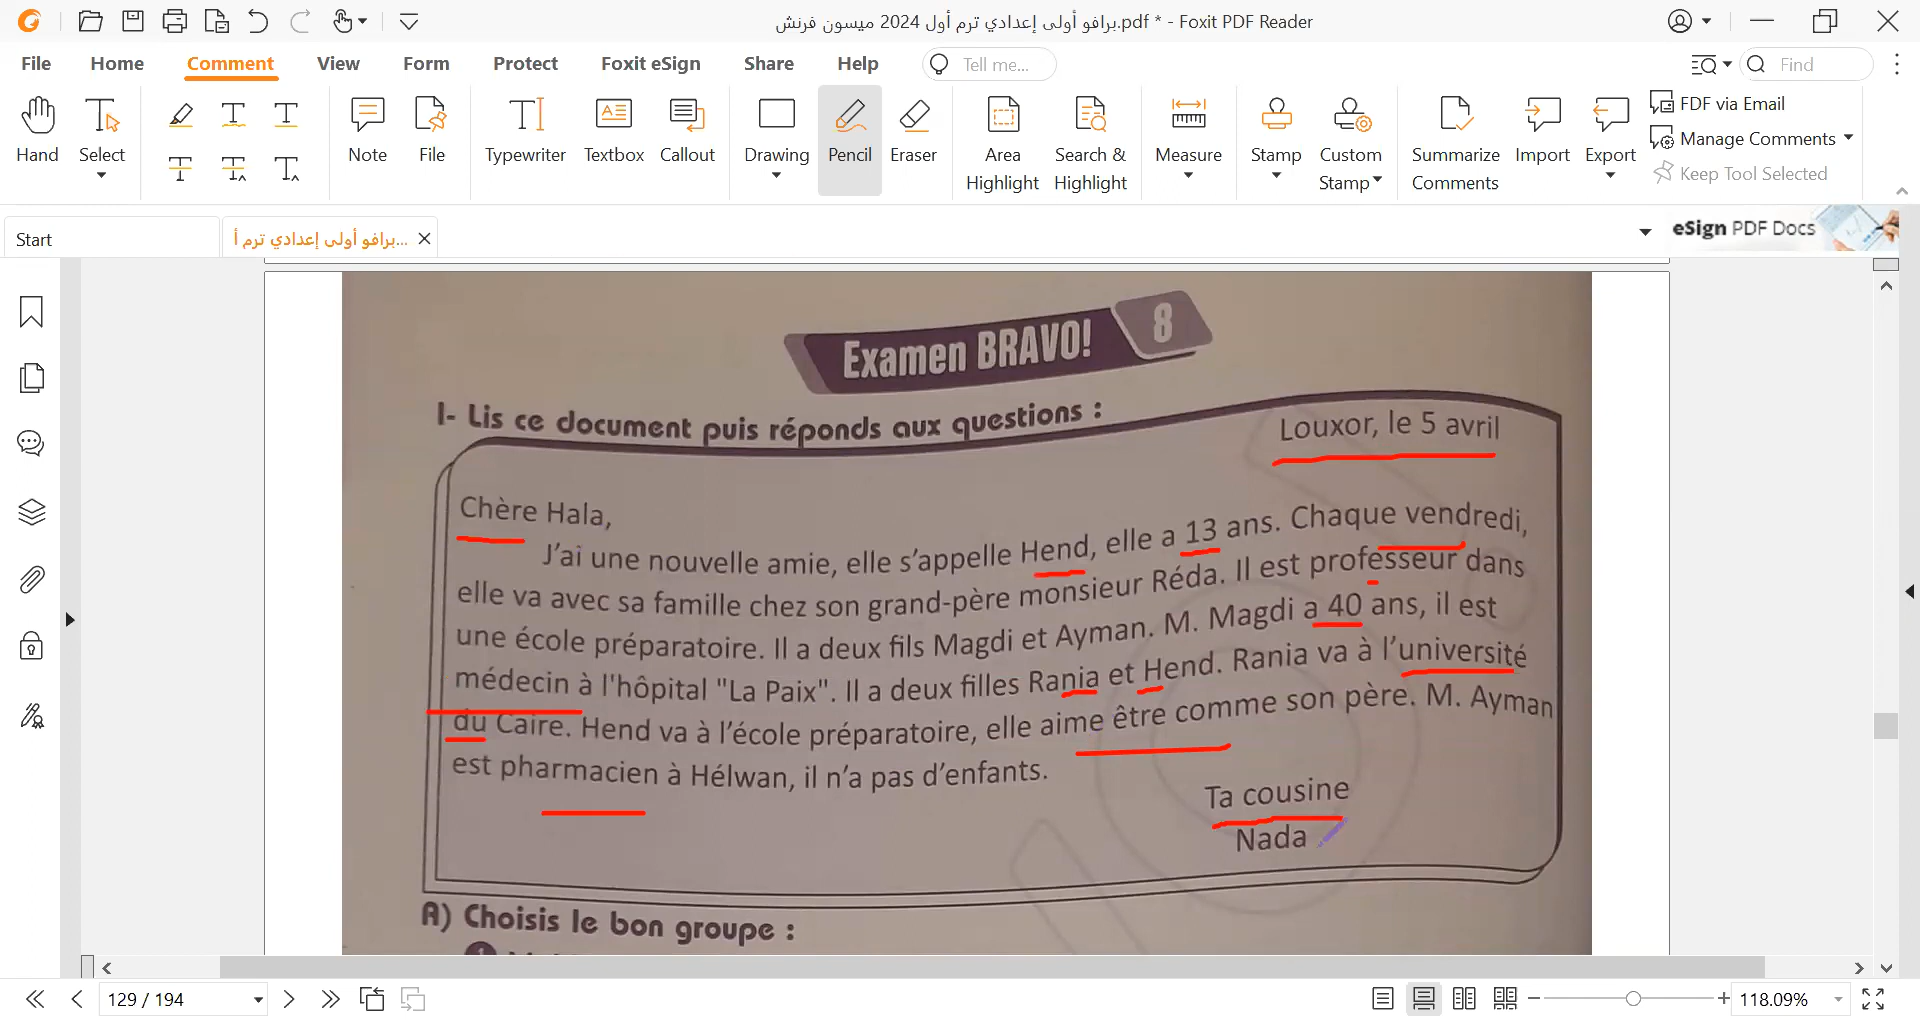 برافو أولى إعدادي ترم أول 2024 ميسون فرنش.pdf * - Foxit PDF Reader
File Home Comment View Form Protect Foxit eSign Share Help Tell me... Find
Hand Select Note File Typewriter Textbox Callout Drawing Pencil Eraser Area Highlight Search & Highlight Measure Stamp Custom Stamp Summarize Comments Import Export
FDF via Email
Manage Comments
Keep Tool Selected
Start
برافو أولى إعدادي ترم أ...
eSign PDF Docs
Examen BRAVO! 8
I- Lis ce document puis réponds aux questions :
Louxor, le 5 avril
Chère Hala,
J'ai une nouvelle amie, elle s'appelle Hend, elle a 13 ans. Chaque vendredi,
elle va avec sa famille chez son grand-père monsieur Réda. Il est professeur dans
une école préparatoire. Il a deux fils Magdi et Ayman. M. Magdi a 40 ans, il est
médecin à l'hôpital "La Paix". Il a deux filles Rania et Hend. Rania va à l'université
du Caire. Hend va à l'école préparatoire, elle aime être comme son père. M. Ayman
est pharmacien à Hélwan, il n'a pas d'enfants.
Ta cousine
Nada
A) Choisis le bon groupe :
129 / 194
118.09%